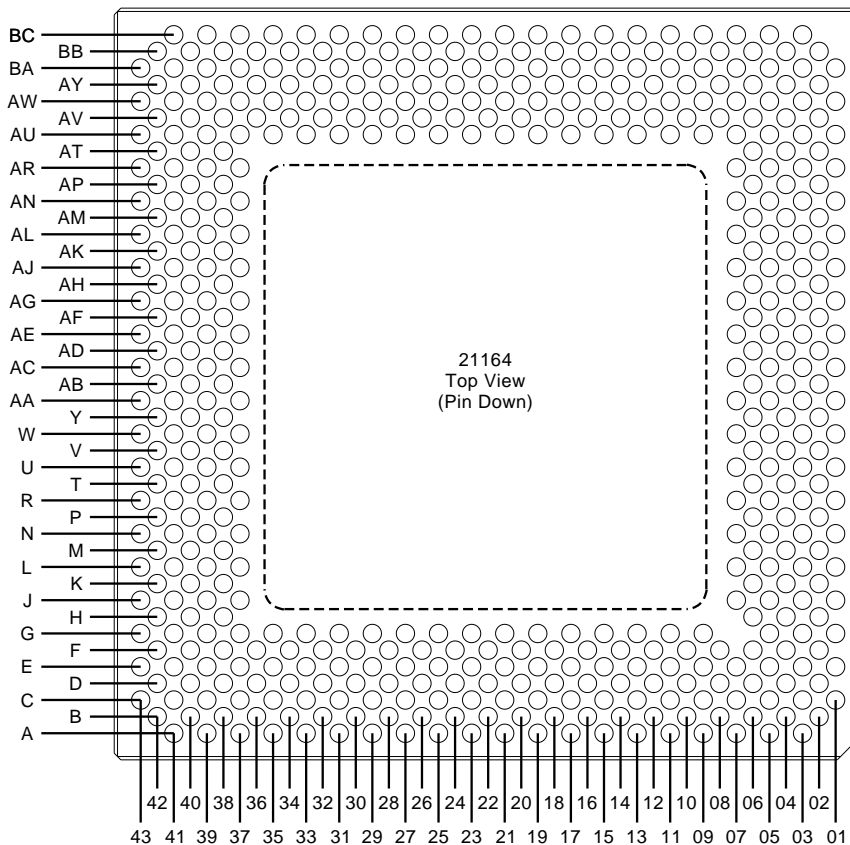 BC
BB
BA
AY
AW
AV
AU
AT
AR
AP
AN
AM
AL
AK
AJ
AH
AG
AF
AE
AD
AC
AB
AA
Y
W
V
U
T
R
P
N
M
L
K
J
H
G
F
E
D
C
B
A
21164
Top View
(Pin Down)
42 40 38 36 34 32 30 28 26 24 22 20 18 16 14 12 10 08 06 04 02
43 41 39 37 35 33 31 29 27 25 23 21 19 17 15 13 11 09 07 05 03 01